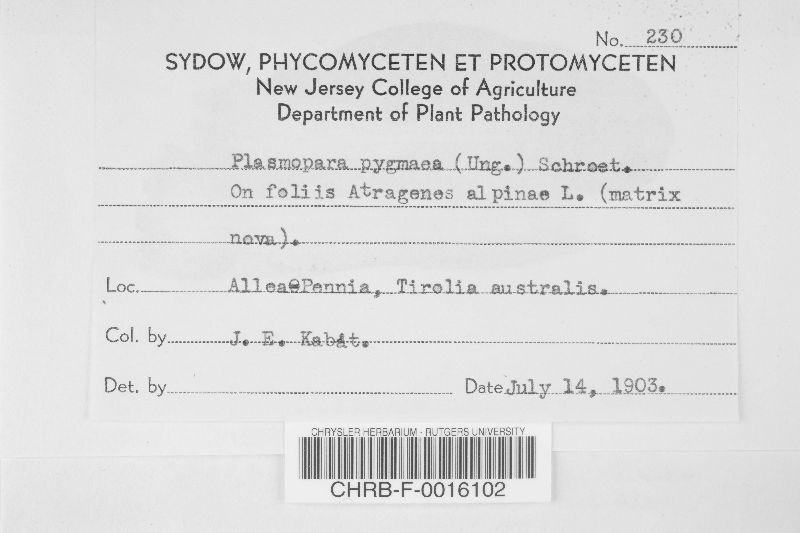 No. 230
SYDOW, PHYCOMYCETEN ET PROTOMYCETEN
New Jersey College of Agriculture
Department of Plant Pathology
Plasmopara pygmaea (Ung.) Schroet.
On foliis Atragenes alpinae L. (matrix
nova).
Loc. Pennia, Tirolia australis.
Col. by J. E. Kabát.
Det. by
Date July 14, 1903.
CHRYSLER HERBARIUM - RUTGERS UNIVERSITY
CHRB-F-0016102